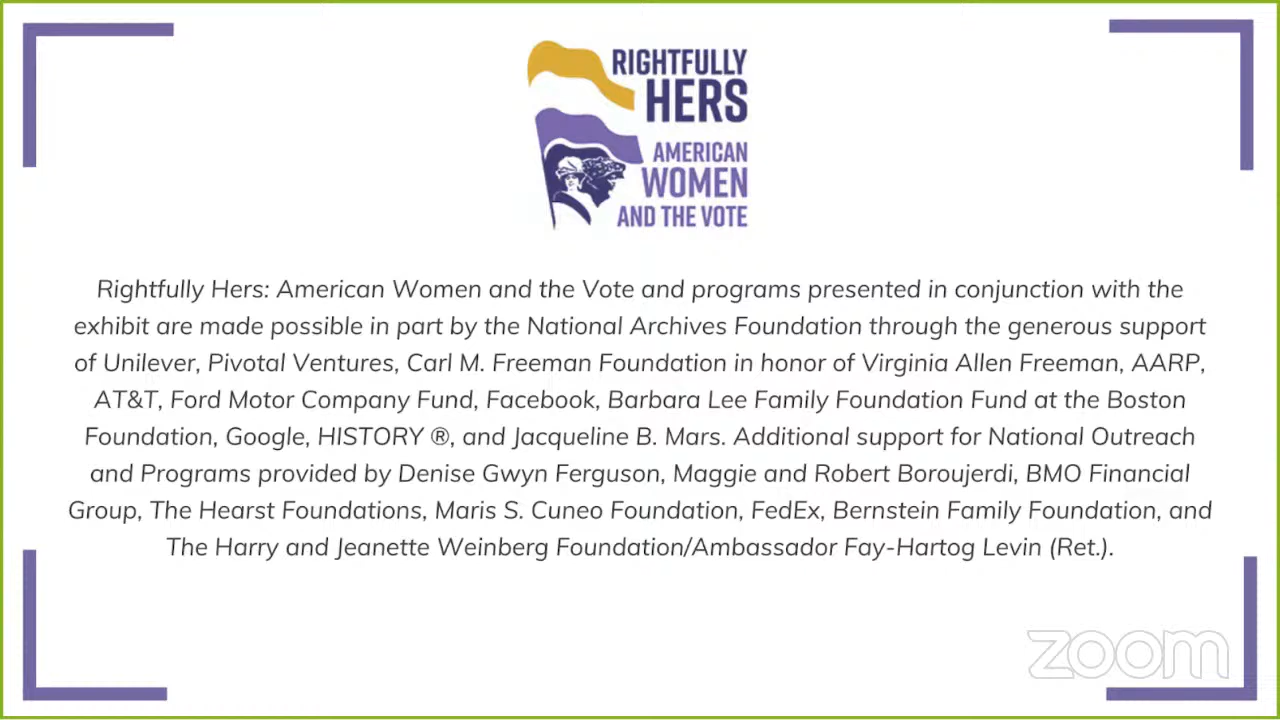 RIGHTFULLY
HERS
AMERICAN
WOMEN
AND THE VOTE
Rightfully Hers: American Women and the Vote and programs presented in conjunction with the
exhibit are made possible in part by the National Archives Foundation through the generous support
of Unilever, Pivotal Ventures, Carl M. Freeman Foundation in honor of Virginia Allen Freeman, AARP,
AT&T, Ford Motor Company Fund, Facebook, Barbara Lee Family Foundation Fund at the Boston
Foundation, Google, HISTORY ®, and Jacqueline B. Mars. Additional support for National Outreach
and Programs provided by Denise Gwyn Ferguson, Maggie and Robert Boroujerdi, BMO Financial
Group, The Hearst Foundations, Maris S. Cuneo Foundation, FedEx, Bernstein Family Foundation, and
The Harry and Jeanette Weinberg Foundation/Ambassador Fay-Hartog Levin (Ret.).
zoom